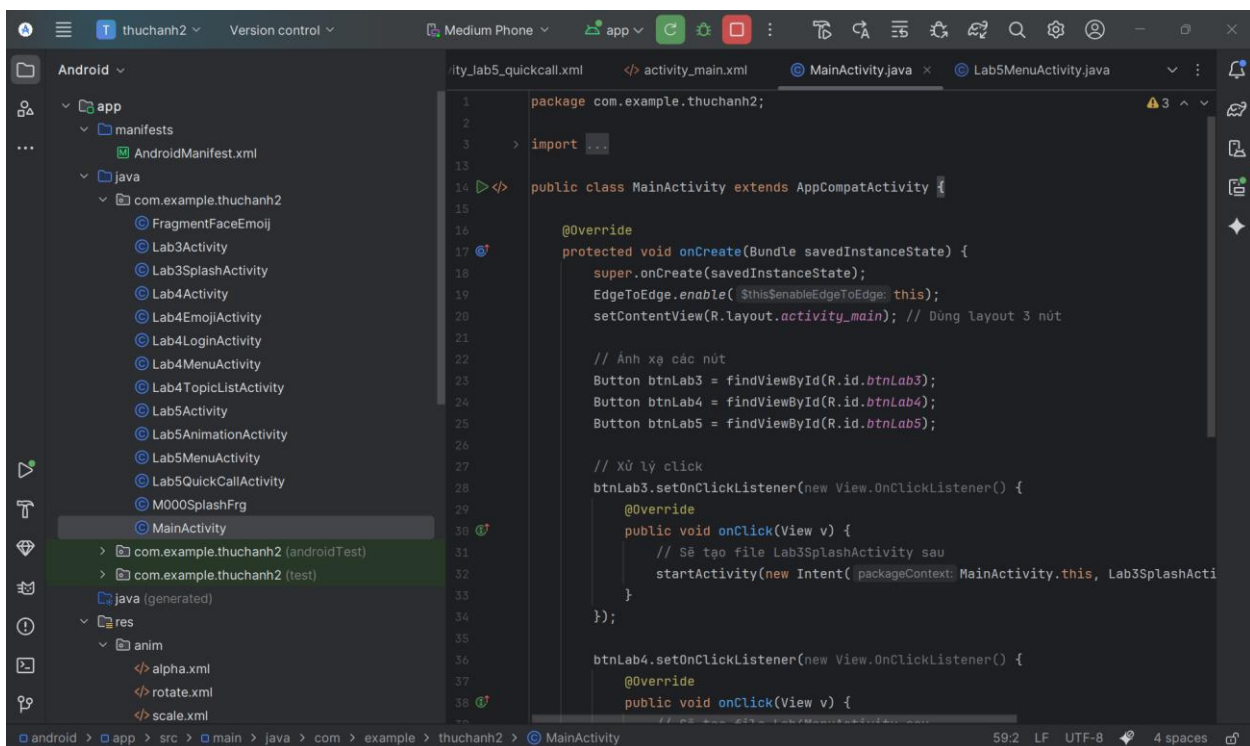 T thuchanh2 Version control Medium Phone app
Android
app
manifests
AndroidManifest.xml
java
com.example.thuchanh2
FragmentFaceEmoij
Lab3Activity
Lab3SplashActivity
Lab4Activity
Lab4EmojiActivity
Lab4LoginActivity
Lab4MenuActivity
Lab4TopicListActivity
Lab5Activity
Lab5AnimationActivity
Lab5MenuActivity
Lab5QuickCallActivity
M000SplashFrg
MainActivity
com.example.thuchanh2 (androidTest)
com.example.thuchanh2 (test)
java (generated)
res
anim
alpha.xml
rotate.xml
scale.xml
ity_lab5_quickcall.xml activity_main.xml MainActivity.java Lab5MenuActivity.java
1 package com.example.thuchanh2; 3
2
3 import ...
13
14 public class MainActivity extends AppCompatActivity {
15
16 @Override
17 protected void onCreate(Bundle savedInstanceState) {
18 super.onCreate(savedInstanceState);
19 EdgeToEdge.enable( $this$enableEdgeToEdge: this);
20 setContentView(R.layout.activity_main); // Dùng layout 3 nút
21
22 // Ánh xạ các nút
23 Button btnLab3 = findViewById(R.id.btnLab3);
24 Button btnLab4 = findViewById(R.id.btnLab4);
25 Button btnLab5 = findViewById(R.id.btnLab5);
26
27 // Xử lý click
28 btnLab3.setOnClickListener(new View.OnClickListener() {
29 @Override
30 public void onClick(View v) {
31 // Sẽ tạo file Lab3SplashActivity sau
32 startActivity(new Intent( packageContext: MainActivity.this, Lab3SplashActi
33 }
34 });
35
36 btnLab4.setOnClickListener(new View.OnClickListener() {
37 @Override
38 public void onClick(View v) {
android > app > src > main > java > com > example > thuchanh2 > MainActivity 59:2 LF UTF-8 4 spaces